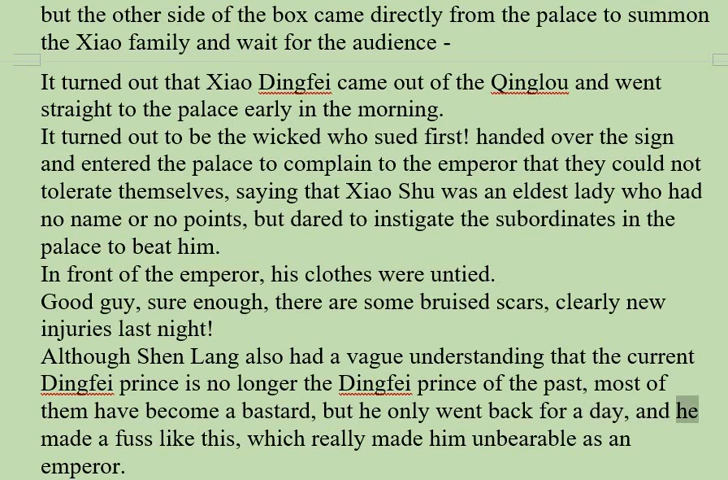 but the other side of the box came directly from the palace to summon
the Xiao family and wait for the audience -
It turned out that Xiao Dingfei came out of the Qinglou and went
straight to the palace early in the morning.
It turned out to be the wicked who sued first! handed over the sign
and entered the palace to complain to the emperor that they could not
tolerate themselves, saying that Xiao Shu was an eldest lady who had
no name or no points, but dared to instigate the subordinates in the
palace to beat him.
In front of the emperor, his clothes were untied.
Good guy, sure enough, there are some bruised scars, clearly new
injuries last night!
Although Shen Lang also had a vague understanding that the current
Dingfei prince is no longer the Dingfei prince of the past, most of
them have become a bastard, but he only went back for a day, and he
made a fuss like this, which really made him unbearable as an
emperor.